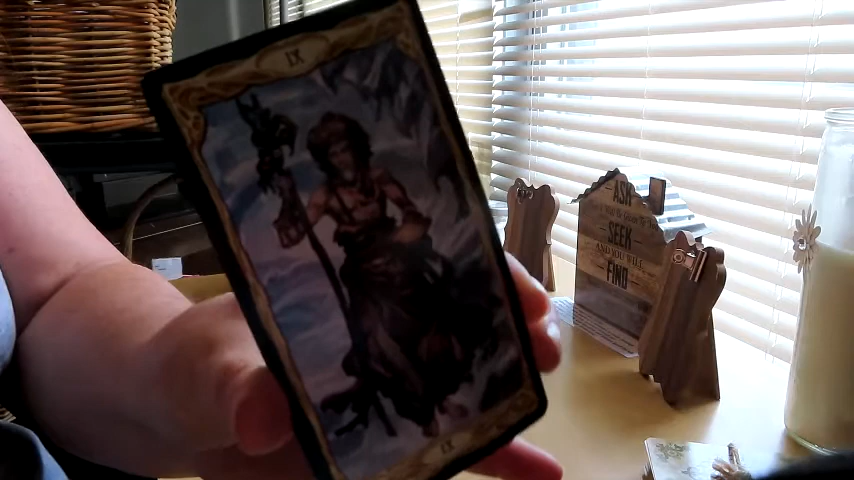 IX
IX
ASK
SEEK
AND YOU WILL
FIND